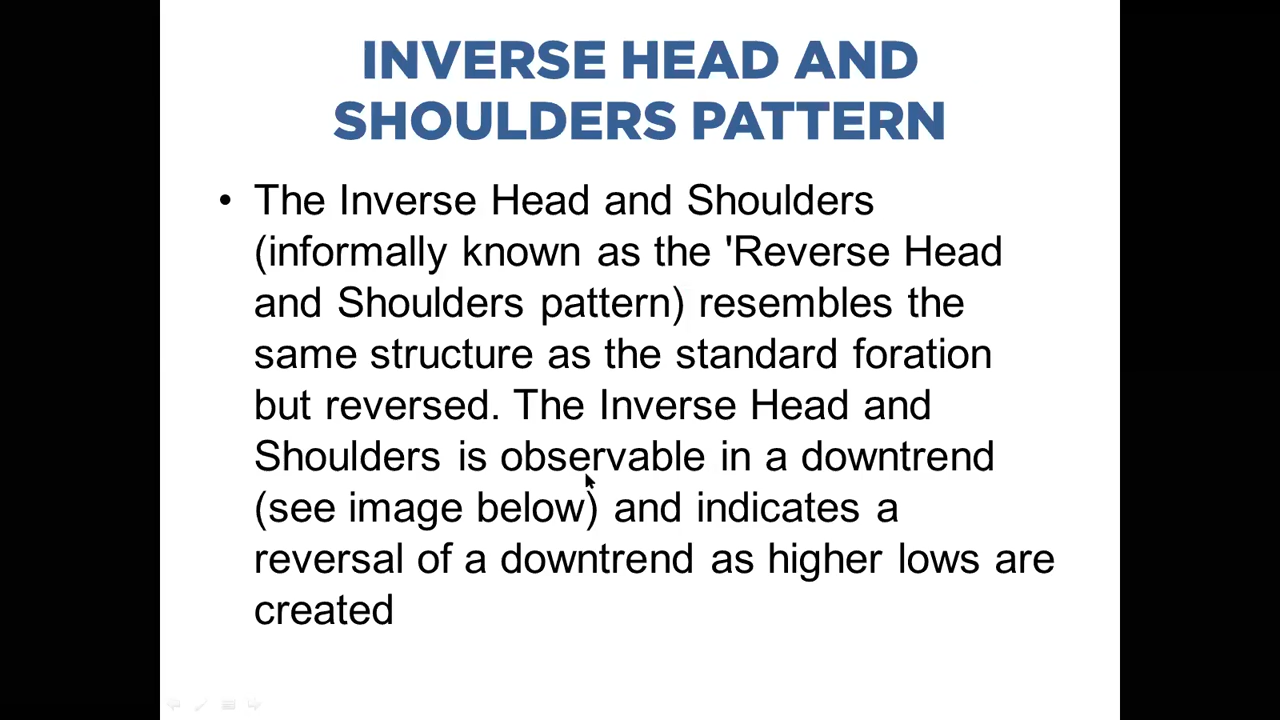 INVERSE HEAD AND
SHOULDERS PATTERN
• The Inverse Head and Shoulders
(informally known as the 'Reverse Head
and Shoulders pattern) resembles the
same structure as the standard foration
but reversed. The Inverse Head and
Shoulders is observable in a downtrend
(see image below) and indicates a
reversal of a downtrend as higher lows are
created